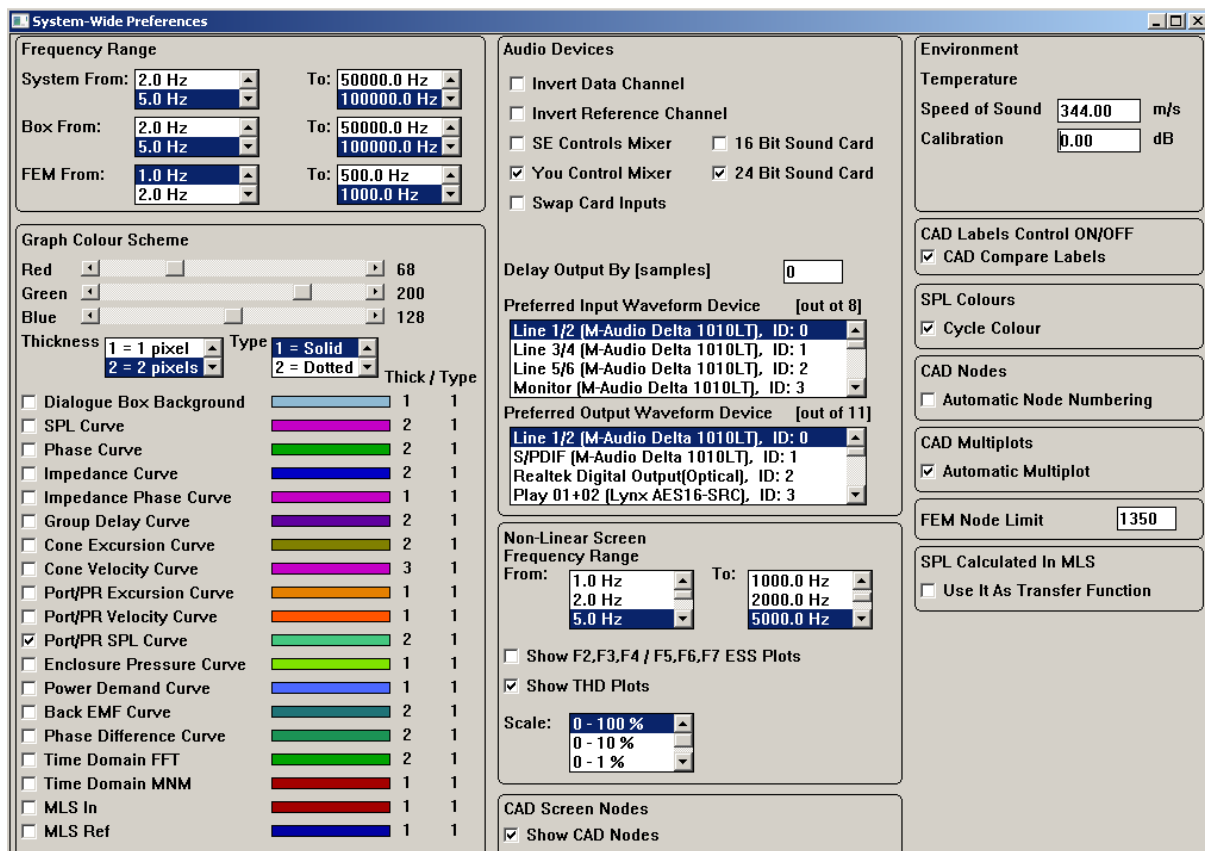 System-Wide Preferences
Frequency Range
System From: 2.0 Hz To: 50000.0 Hz
5.0 Hz 100000.0 Hz
Box From: 2.0 Hz To: 50000.0 Hz
5.0 Hz 100000.0 Hz
FEM From: 1.0 Hz To: 500.0 Hz
2.0 Hz 1000.0 Hz
Graph Colour Scheme
Red 68
Green 200
Blue 128
Thickness 1 = 1 pixel Type 1 = Solid
2 = 2 pixels 2 = Dotted
Thick / Type
Dialogue Box Background 1 1
SPL Curve 2 1
Phase Curve 2 1
Impedance Curve 2 1
Impedance Phase Curve 1 1
Group Delay Curve 2 1
Cone Excursion Curve 2 1
Cone Velocity Curve 3 1
Port/PR Excursion Curve 1 1
Port/PR Velocity Curve 1 1
Port/PR SPL Curve 2 1
Enclosure Pressure Curve 1 1
Power Demand Curve 1 1
Back EMF Curve 2 1
Phase Difference Curve 2 1
Time Domain FFT 2 1
Time Domain MNM 1 1
MLS In 1 1
MLS Ref 1 1
Audio Devices
Invert Data Channel
Invert Reference Channel
SE Controls Mixer 16 Bit Sound Card
You Control Mixer 24 Bit Sound Card
Swap Card Inputs
Delay Output By [samples] 0
Preferred Input Waveform Device [out of 8]
Line 1/2 (M-Audio Delta 1010LT), ID: 0
Line 3/4 (M-Audio Delta 1010LT), ID: 1
Line 5/6 (M-Audio Delta 1010LT), ID: 2
Monitor (M-Audio Delta 1010LT), ID: 3
Preferred Output Waveform Device [out of 11]
Line 1/2 (M-Audio Delta 1010LT), ID: 0
S/PDIF (M-Audio Delta 1010LT), ID: 1
Realtek Digital Output(Optical), ID: 2
Play 01+02 (Lynx AES16-SRC), ID: 3
Non-Linear Screen
Frequency Range
From: 1.0 Hz To: 1000.0 Hz
2.0 Hz 2000.0 Hz
5.0 Hz 5000.0 Hz
Show F2,F3,F4 / F5,F6,F7 ESS Plots
Show THD Plots
Scale: 0 - 100 %
0 - 10 %
0 - 1 %
CAD Screen Nodes
Show CAD Nodes
Environment
Temperature
Speed of Sound 344.00 m/s
Calibration 0.00 dB
CAD Labels Control ON/OFF
CAD Compare Labels
SPL Colours
Cycle Colour
CAD Nodes
Automatic Node Numbering
CAD Multiplots
Automatic Multiplot
FEM Node Limit 1350
SPL Calculated In MLS
Use It As Transfer Function